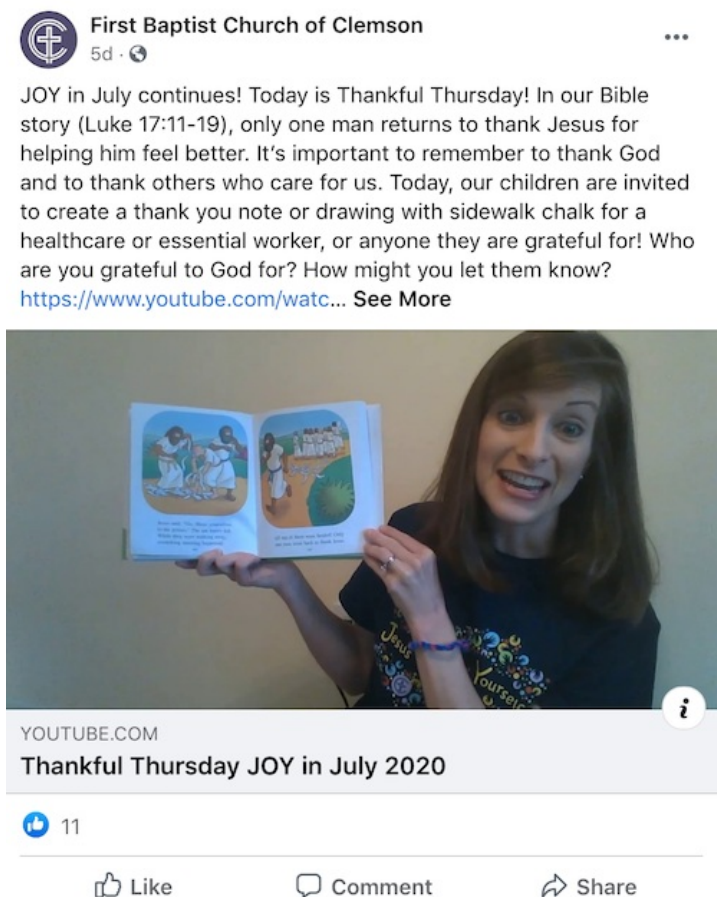 First Baptist Church of Clemson
5d ·
JOY in July continues! Today is Thankful Thursday! In our Bible
story (Luke 17:11-19), only one man returns to thank Jesus for
helping him feel better. It's important to remember to thank God
and to thank others who care for us. Today, our children are invited
to create a thank you note or drawing with sidewalk chalk for a
healthcare or essential worker, or anyone they are grateful for! Who
are you grateful to God for? How might you let them know?
https://www.youtube.com/watc... See More
Jesus
Yourself
i
YOUTUBE.COM
Thankful Thursday JOY in July 2020
11
Like Comment Share